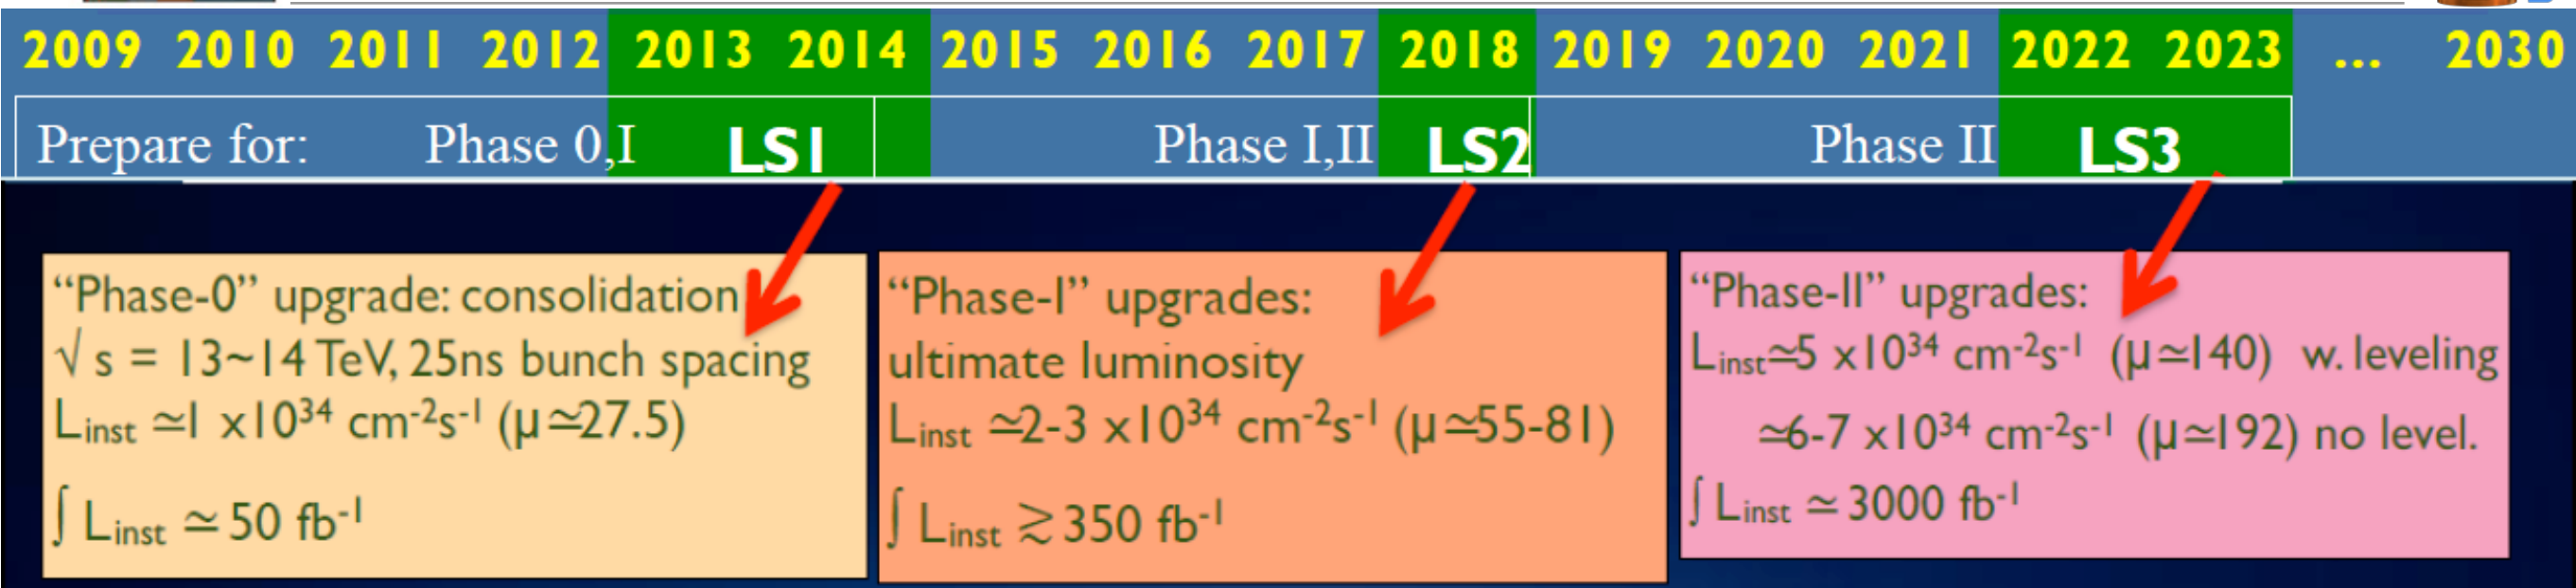 2009 2010 2011 2012 2013 2014 2015 2016 2017 2018 2019 2020 2021 2022 2023 ... 2030
Prepare for: Phase 0,I LS1 Phase I,II LS2 Phase II LS3
“Phase-0” upgrade: consolidation
√ s = 13~14 TeV, 25ns bunch spacing
Linst ≃1 x10³⁴ cm⁻²s⁻¹ (µ≃27.5)
∫ Linst ≃ 50 fb⁻¹
“Phase-I” upgrades:
ultimate luminosity
Linst ≃2-3 x10³⁴ cm⁻²s⁻¹ (µ≃55-81)
∫ Linst ≳ 350 fb⁻¹
“Phase-II” upgrades:
Linst≃5 x10³⁴ cm⁻²s⁻¹ (µ≃140) w. leveling
≃6-7 x10³⁴ cm⁻²s⁻¹ (µ≃192) no level.
∫ Linst ≃ 3000 fb⁻¹